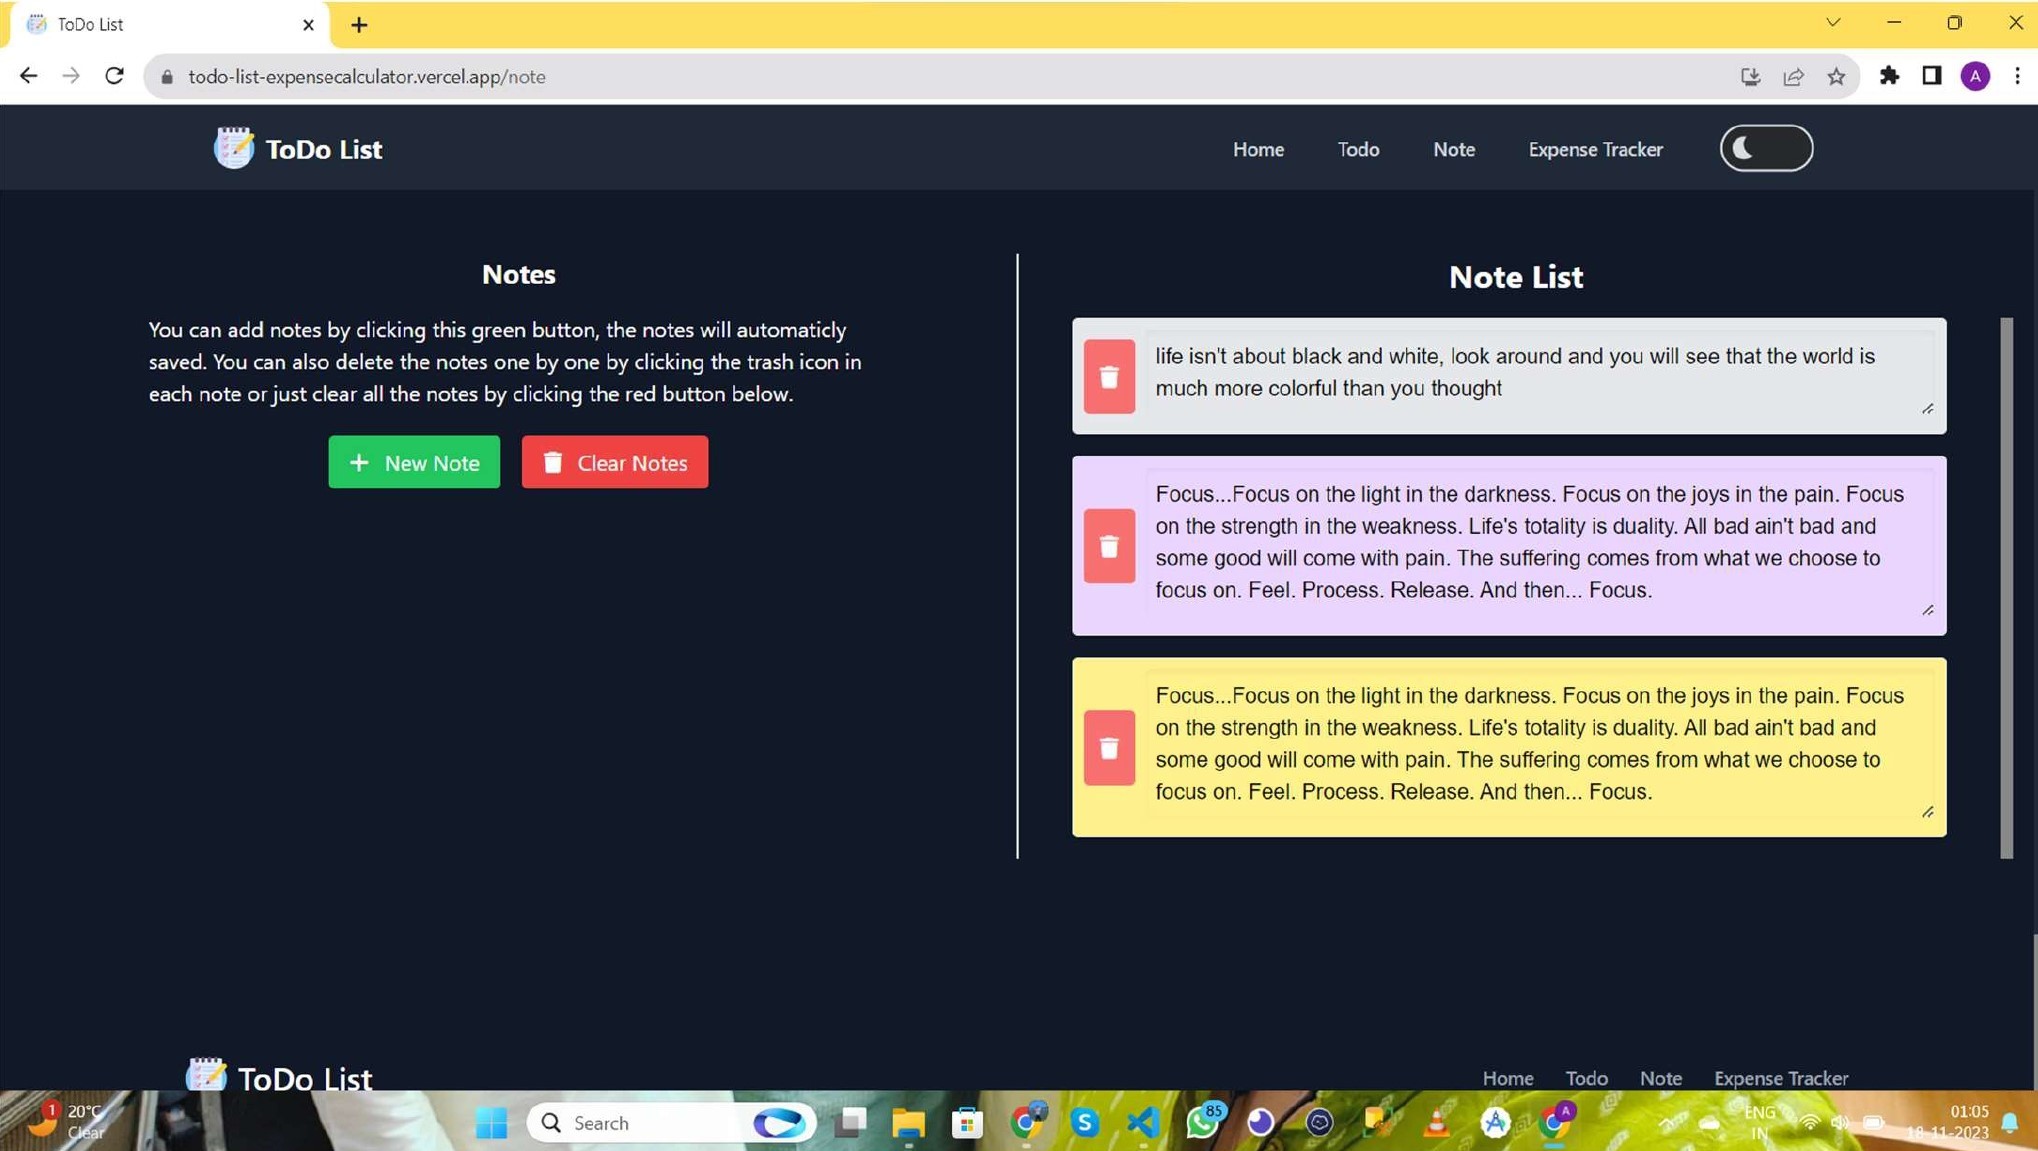 ToDo List
todo-list-expensecalculator.vercel.app/note
A
ToDo List
Home Todo Note Expense Tracker
Notes
You can add notes by clicking this green button, the notes will automaticly
saved. You can also delete the notes one by one by clicking the trash icon in
each note or just clear all the notes by clicking the red button below.
New Note
Clear Notes
Note List
life isn't about black and white, look around and you will see that the world is
much more colorful than you thought
Focus...Focus on the light in the darkness. Focus on the joys in the pain. Focus
on the strength in the weakness. Life's totality is duality. All bad ain't bad and
some good will come with pain. The suffering comes from what we choose to
focus on. Feel. Process. Release. And then... Focus.
Focus...Focus on the light in the darkness. Focus on the joys in the pain. Focus
on the strength in the weakness. Life's totality is duality. All bad ain't bad and
some good will come with pain. The suffering comes from what we choose to
focus on. Feel. Process. Release. And then... Focus.
ToDo List
Home Todo Note Expense Tracker
1
20°C
Clear
Search
S
85
A
A
ENG
IN
01:05
18-11-2023